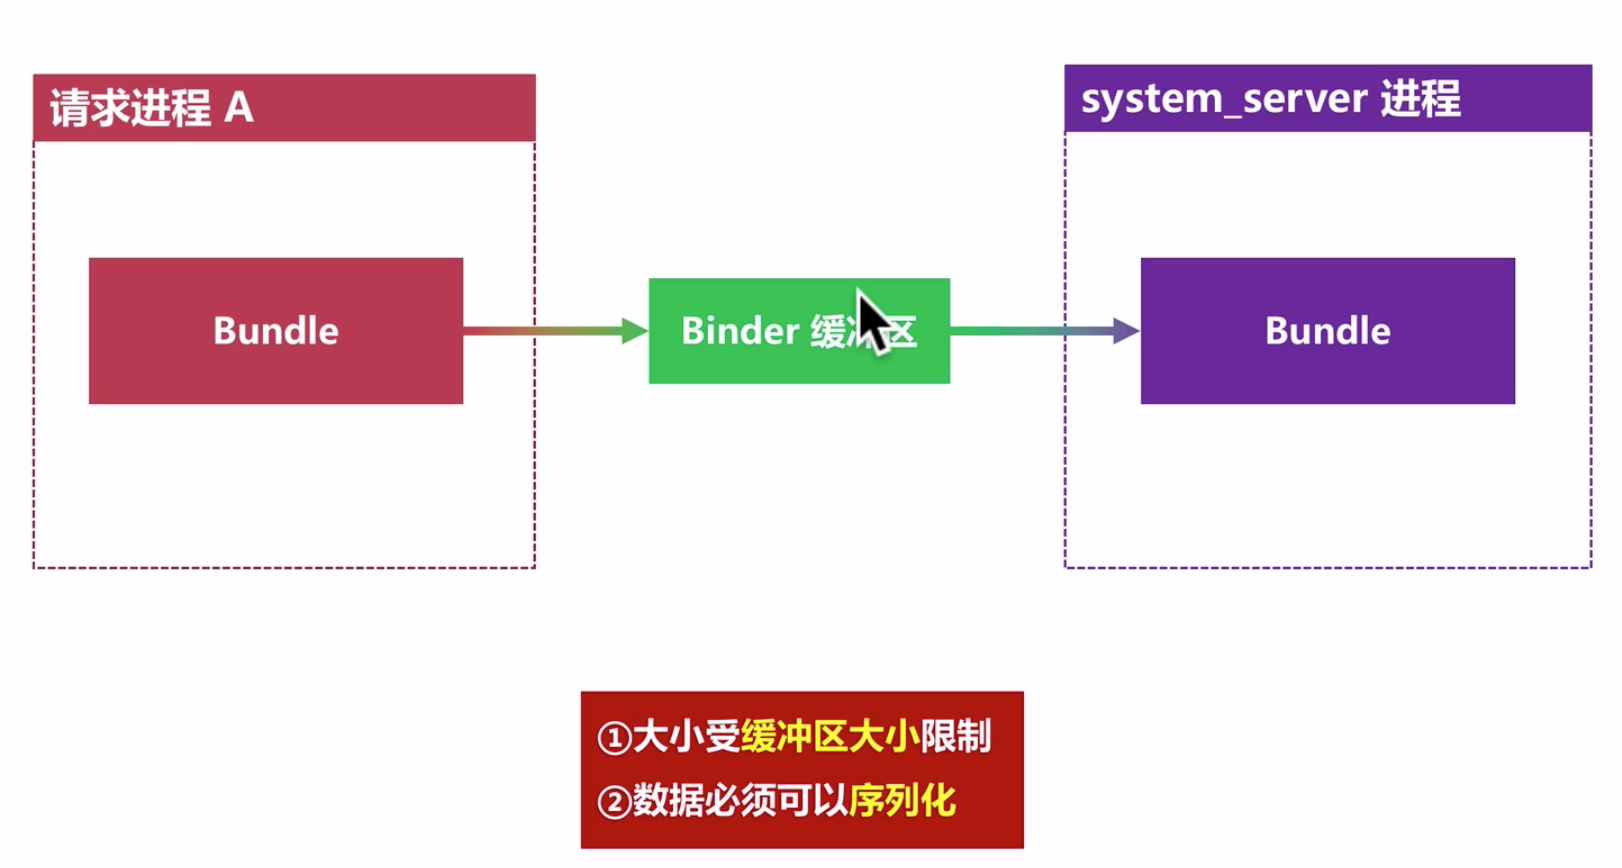 请求进程 A
system_server 进程
Bundle
Binder 缓冲区
Bundle
①大小受缓冲区大小限制
②数据必须可以序列化